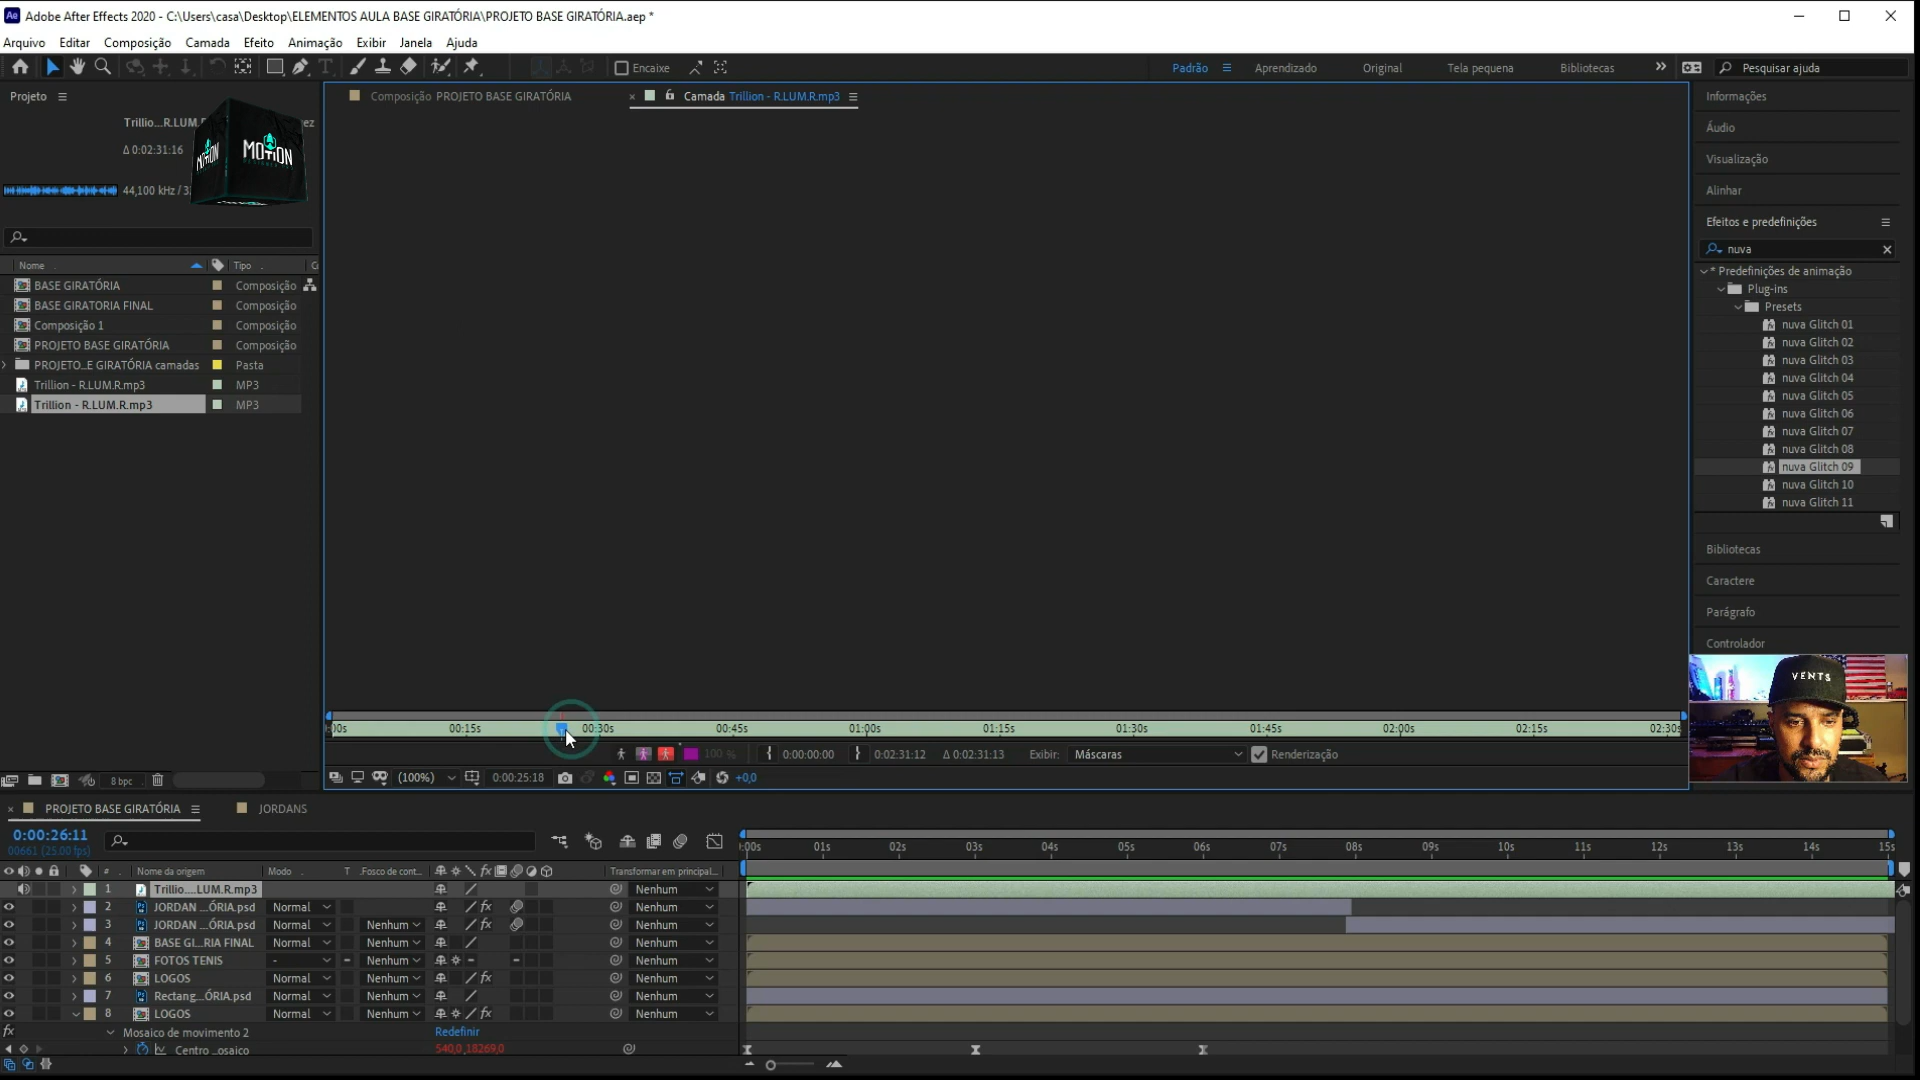 Adobe After Effects 2020 - C:\Users\casa\Desktop\ELEMENTOS AULA BASE GIRATÓRIA\PROJETO BASE GIRATÓRIA.aep *
Arquivo Editar Composição Camada Efeito Animação Exibir Janela Ajuda
Encaixe Padrão Aprendizado Original Tela pequena Bibliotecas Pesquisar ajuda
Projeto
Trillio...R.LUM.R
Δ 0:02:31:16
44,100 kHz / 32
MOTION
Nome Tipo
BASE GIRATÓRIA Composição
BASE GIRATORIA FINAL Composição
Composição 1 Composição
PROJETO BASE GIRATÓRIA Composição
PROJETO_E GIRATÓRIA camadas Pasta
Trillion - R.LUM.R.mp3 MP3
Trillion - R.LUM.R.mp3 MP3
8 bpc
Composição PROJETO BASE GIRATÓRIA
Camada Trillion - R.LUM.R.mp3
00s 00:15s 00:30s 00:45s 01:00s 01:15s 01:30s 01:45s 02:00s 02:15s 02:30s
100 % 0:00:00:00 0:02:31:12 Δ 0:02:31:13 Exibir: Máscaras Renderização
(100%) 0:00:25:18 +0,0
Informações
Áudio
Visualização
Alinhar
Efeitos e predefinições
nuva
* Predefinições de animação
Plug-ins
Presets
nuva Glitch 01
nuva Glitch 02
nuva Glitch 03
nuva Glitch 04
nuva Glitch 05
nuva Glitch 06
nuva Glitch 07
nuva Glitch 08
nuva Glitch 09
nuva Glitch 10
nuva Glitch 11
Bibliotecas
Caractere
Parágrafo
Controlador
VENTS
PROJETO BASE GIRATÓRIA JORDANS
0:00:26:11
00661 (25.00 fps)
:00s 01s 02s 03s 04s 05s 06s 07s 08s 09s 10s 11s 12s 13s 14s 15s
# Nome da origem Modo T .Fosco de cont... Transformar em principal...
1 Trillio....LUM.R.mp3 Nenhum
2 JORDAN ...ÓRIA.psd Normal Nenhum
3 JORDAN ...ÓRIA.psd Normal Nenhum Nenhum
4 BASE GI...RIA FINAL Normal Nenhum Nenhum
5 FOTOS TENIS - Nenhum Nenhum
6 LOGOS Normal Nenhum Nenhum
7 Rectang...ÓRIA.psd Normal Nenhum Nenhum
8 LOGOS Normal Nenhum Nenhum
fx Mosaico de movimento 2 Redefinir
Centro ..osaico 540,0 ,18269,0